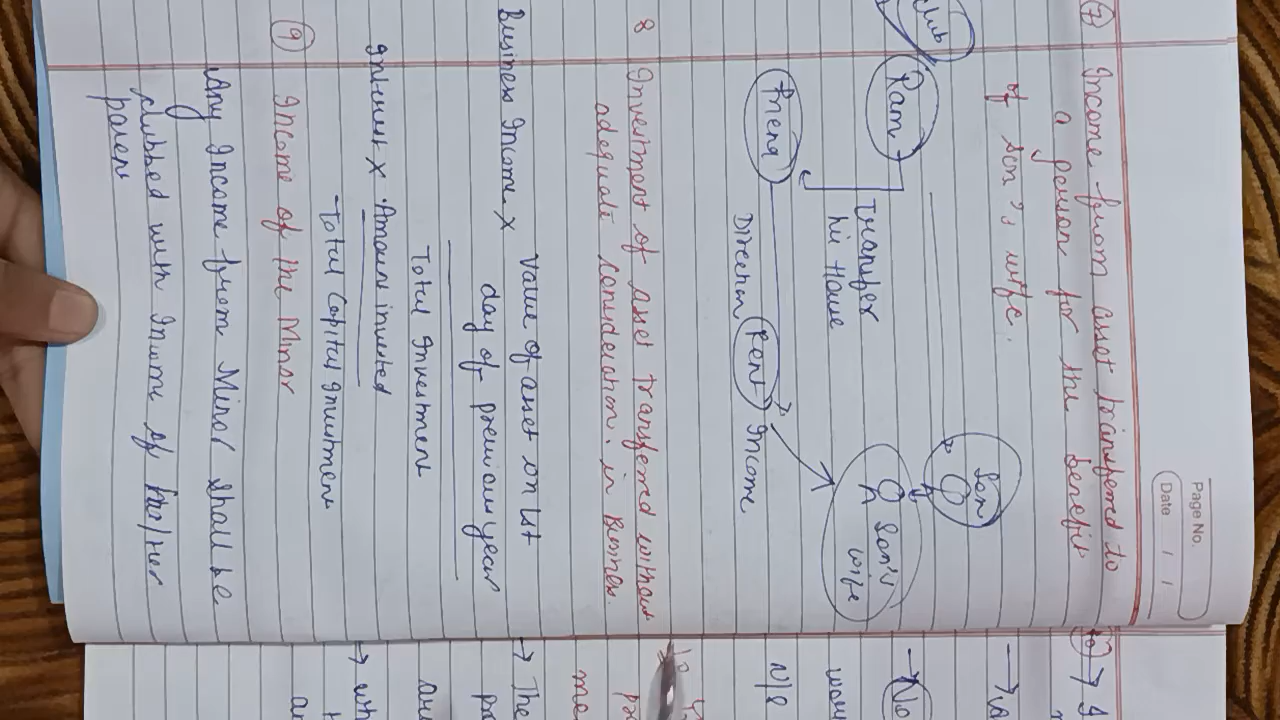 Page No.
Date / /
(7) Income from asset transferred to
a person for the benefit
of son's wife.
club
Ram
Son
Son's
wife
Transfer
his House
Friend
Direction Rent Income
8 Investment of asset transferred without
adequate consideration. in Business.
Business Income X Value of asset on 1st
day of previous year
Total Investment
Interest X Amount invested
Total Capital Investment
(9) Income of the Minor
Any Income from Minor shall be
clubbed with Income of his/her
parent
→ The
N/e
→ No